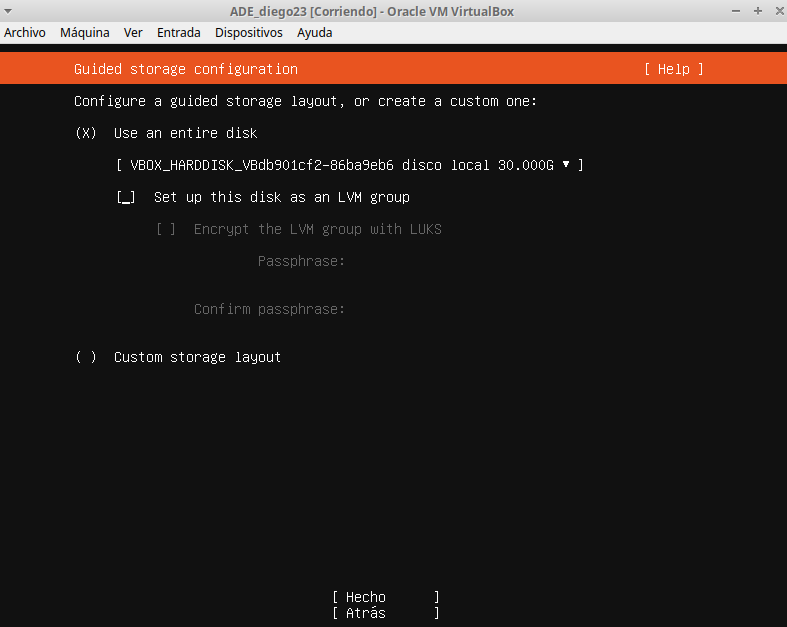 ADE_diego23 [Corriendo] - Oracle VM VirtualBox
Archivo Máquina Ver Entrada Dispositivos Ayuda
Guided storage configuration [ Help ]
Configure a guided storage layout, or create a custom one:
(X) Use an entire disk
[ VBOX_HARDDISK_VBdb901cf2-86ba9eb6 disco local 30.000G ▾ ]
[_] Set up this disk as an LVM group
[ ] Encrypt the LVM group with LUKS
Passphrase:
Confirm passphrase:
( ) Custom storage layout
[ Hecho ]
[ Atrás ]